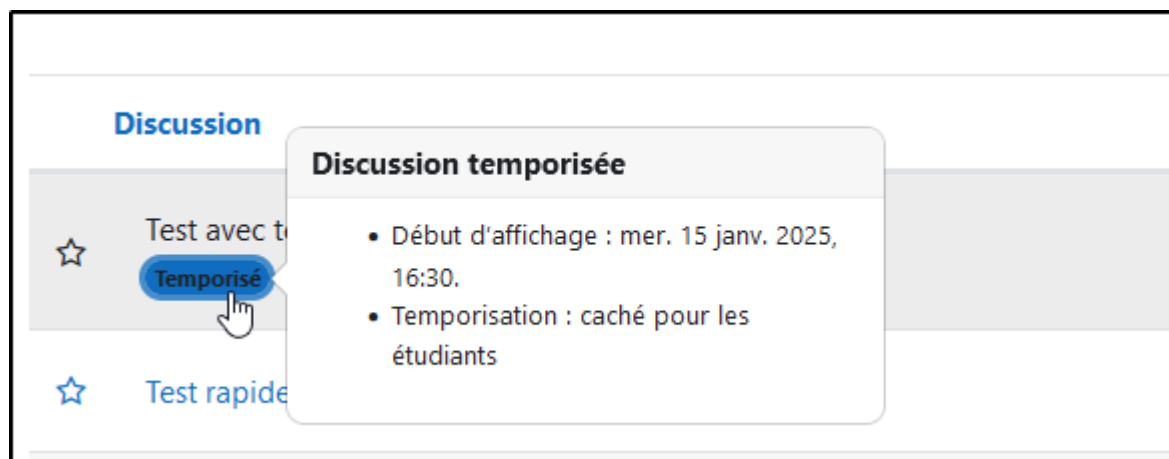 Discussion
Discussion temporisée
Test avec
Temporisé
• Début d'affichage : mer. 15 janv. 2025,
16:30.
• Temporisation : caché pour les
étudiants
Test rapide